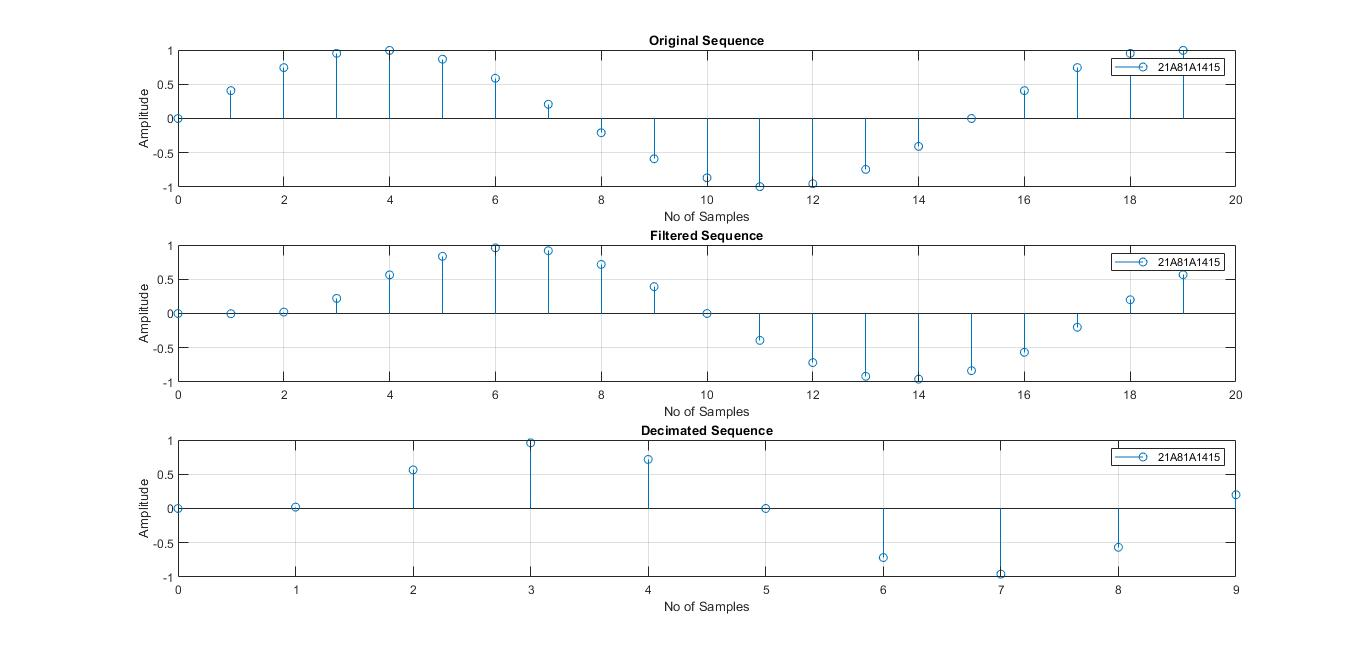 Original Sequence
1
0.5
0
-0.5
-1
Amplitude
21A81A1415
0 2 4 6 8 10 12 14 16 18 20
No of Samples
Filtered Sequence
1
0.5
0
-0.5
-1
Amplitude
21A81A1415
0 2 4 6 8 10 12 14 16 18 20
No of Samples
Decimated Sequence
1
0.5
0
-0.5
-1
Amplitude
21A81A1415
0 1 2 3 4 5 6 7 8 9
No of Samples